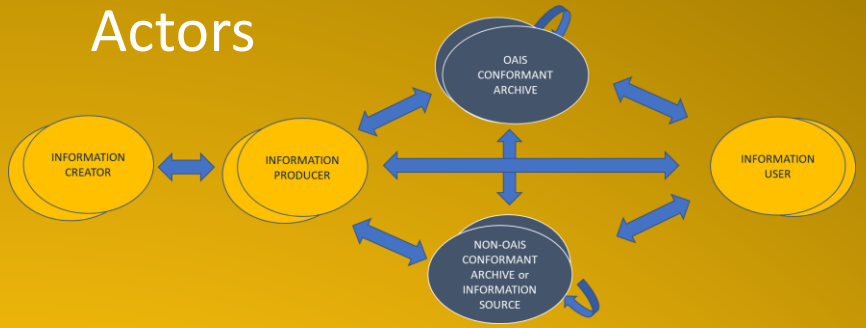 Actors
OAIS
CONFORMANT
ARCHIVE
INFORMATION
CREATOR
INFORMATION
PRODUCER
INFORMATION
USER
NON-OAIS
CONFORMANT
ARCHIVE or
INFORMATION
SOURCE